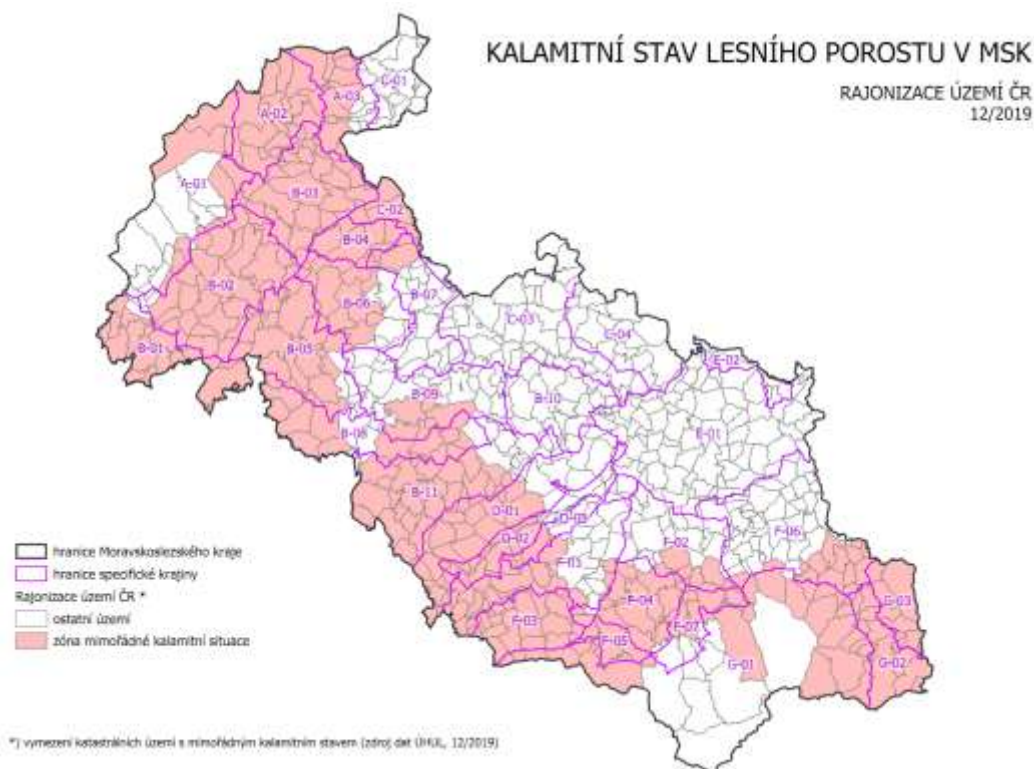 KALAMITNÍ STAV LESNÍHO POROSTU V MSK
RAJONIZACE ÚZEMÍ ČR
12/2019
C-01
A-03
A-02
A-01
B-03
C-02
B-04
B-02
B-06
B-07
C-03
C-04
E-02
B-01
B-05
B-09
B-10
E-01
B-08
B-11
D-01
D-02
F-02
F-06
F-03
F-04
F-05
F-07
G-01
G-03
G-02
hranice Moravskoslezského kraje
hranice specifické krajiny
Rajonizace území ČR *
ostatní území
zóna mimořádné kalamitní situace
*) vymezení katastrálních území s mimořádným kalamitním stavem (zdroj dat ÚHUL, 12/2019)